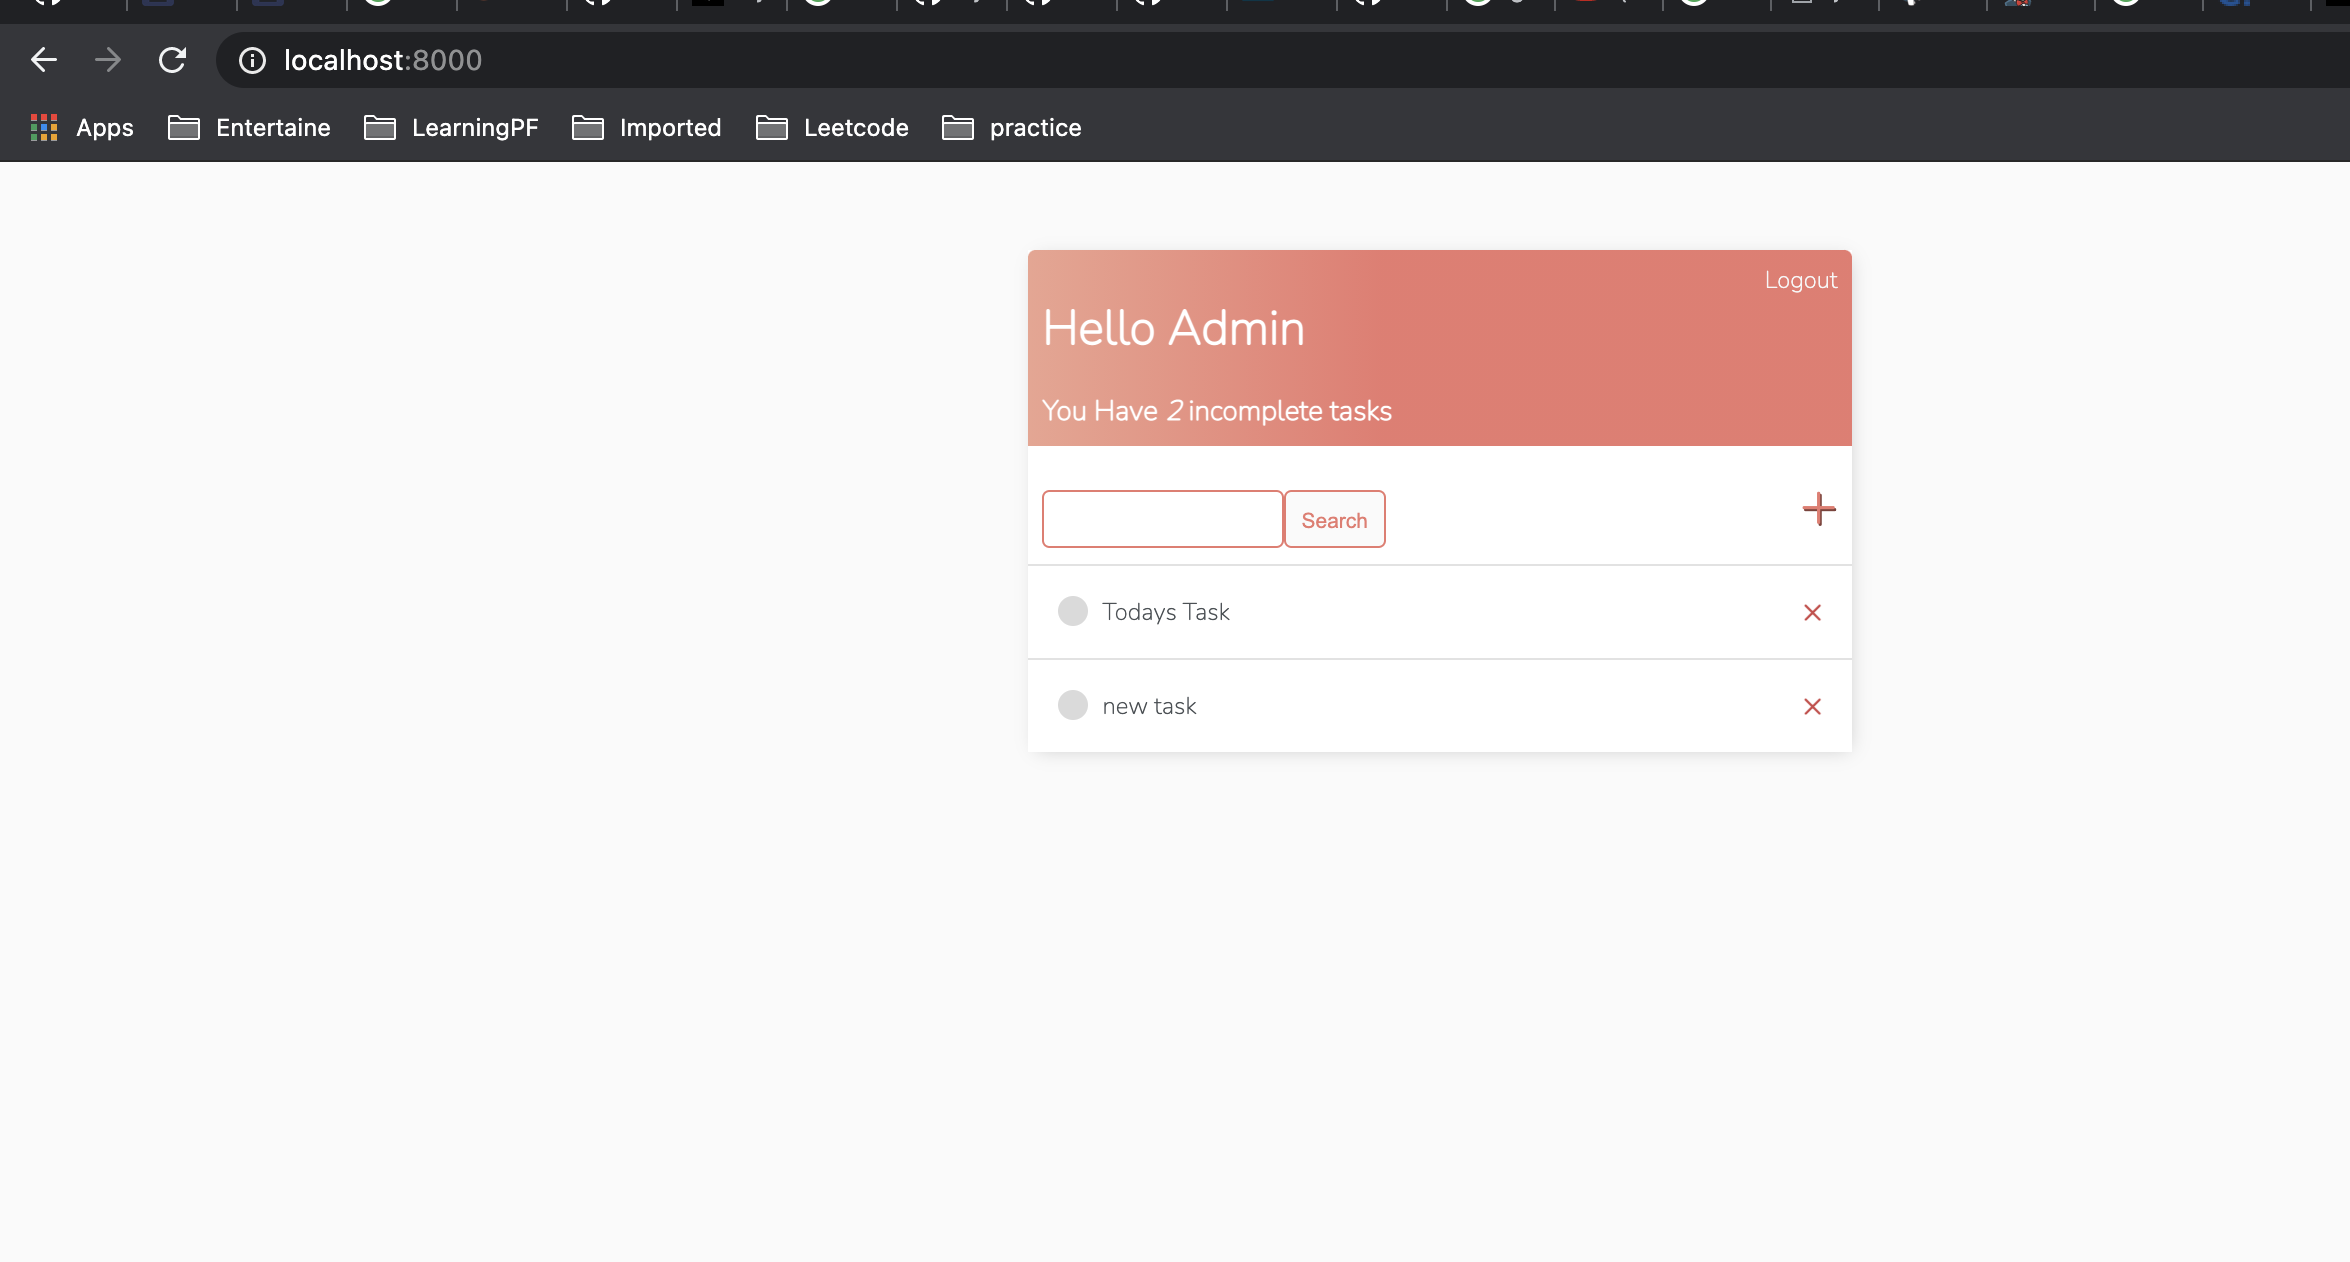 localhost:8000
Apps Entertaine LearningPF Imported Leetcode practice
Logout
Hello Admin
You Have 2 incomplete tasks
Search
Todays Task
new task